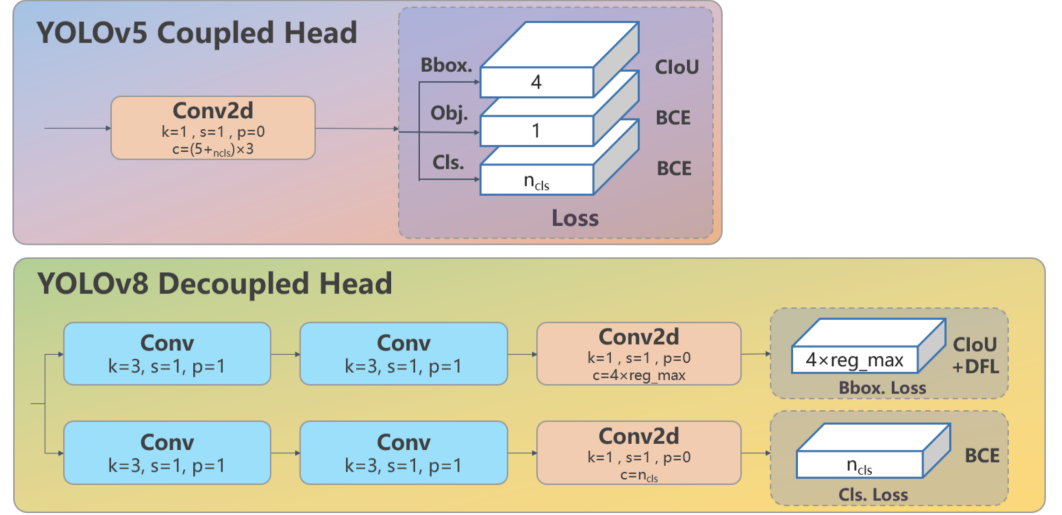 YOLOv5 Coupled Head
Conv2d
k=1 , s=1 , p=0
c=(5+ncls)×3
Bbox.
4
CIoU
Obj.
1
BCE
Cls.
ncls
BCE
Loss
YOLOv8 Decoupled Head
Conv
k=3, s=1, p=1
Conv
k=3, s=1, p=1
Conv2d
k=1 , s=1 , p=0
c=4×reg_max
4×reg_max
CIoU
+DFL
Bbox. Loss
Conv
k=3, s=1, p=1
Conv
k=3, s=1, p=1
Conv2d
k=1 , s=1 , p=0
c=ncls
ncls
BCE
Cls. Loss